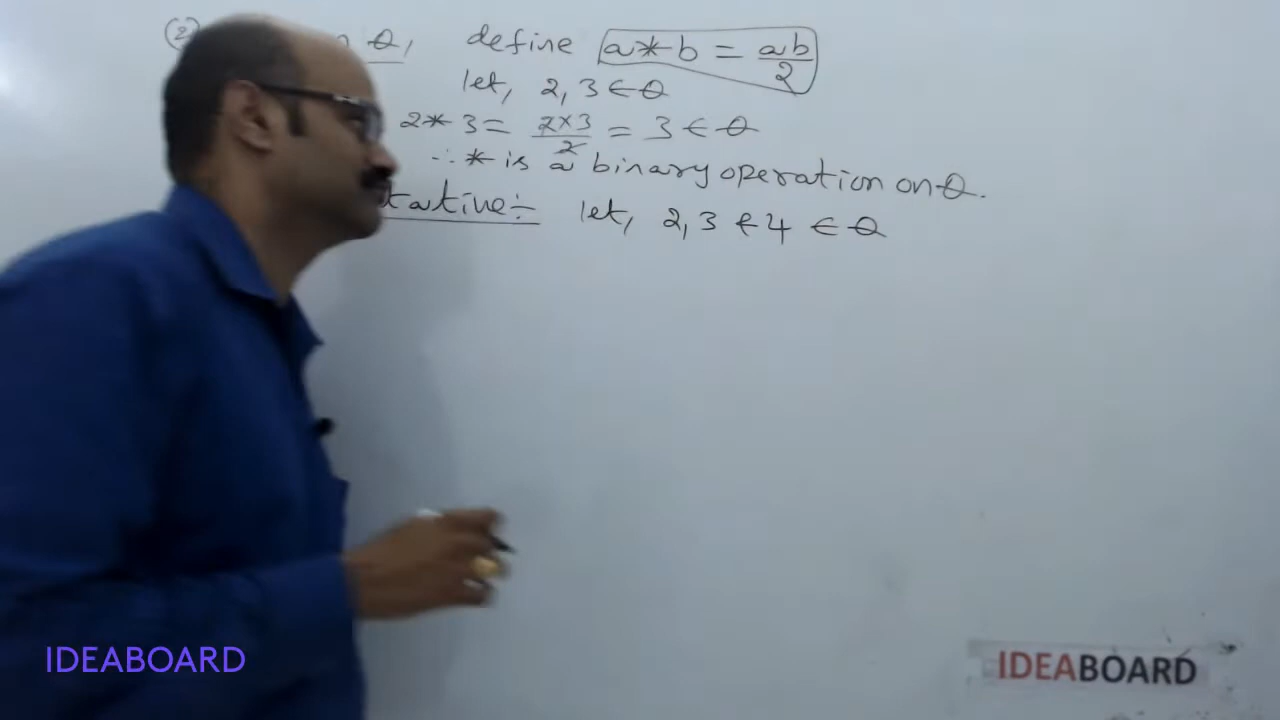 (2) Q, define a * b = ab/2
let, 2, 3 ∈ Q
2 * 3 = 2×3/2 = 3 ∈ Q
∴ * is a binary operation on Q.
tative :- let, 2, 3 & 4 ∈ Q
IDEABOARD
IDEABOARD